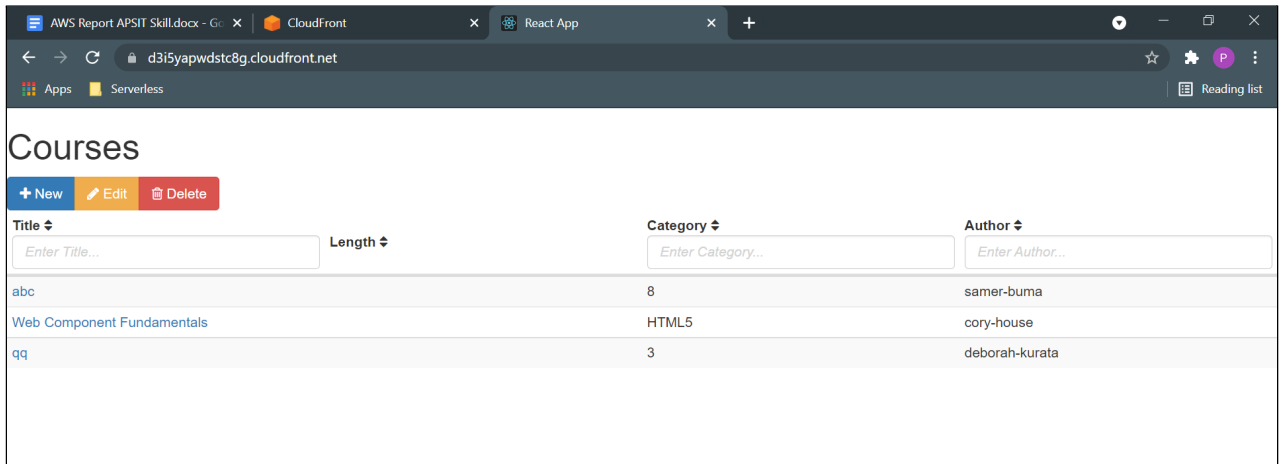 AWS Report APSIT Skill.docx - Go
CloudFront
React App
d3i5yapwdstc8g.cloudfront.net
P
Apps
Serverless
Reading list
Courses
New
Edit
Delete
Title
Length
Category
Author
Enter Title...
Enter Category...
Enter Author...
abc 8 samer-buma
Web Component Fundamentals HTML5 cory-house
qq 3 deborah-kurata